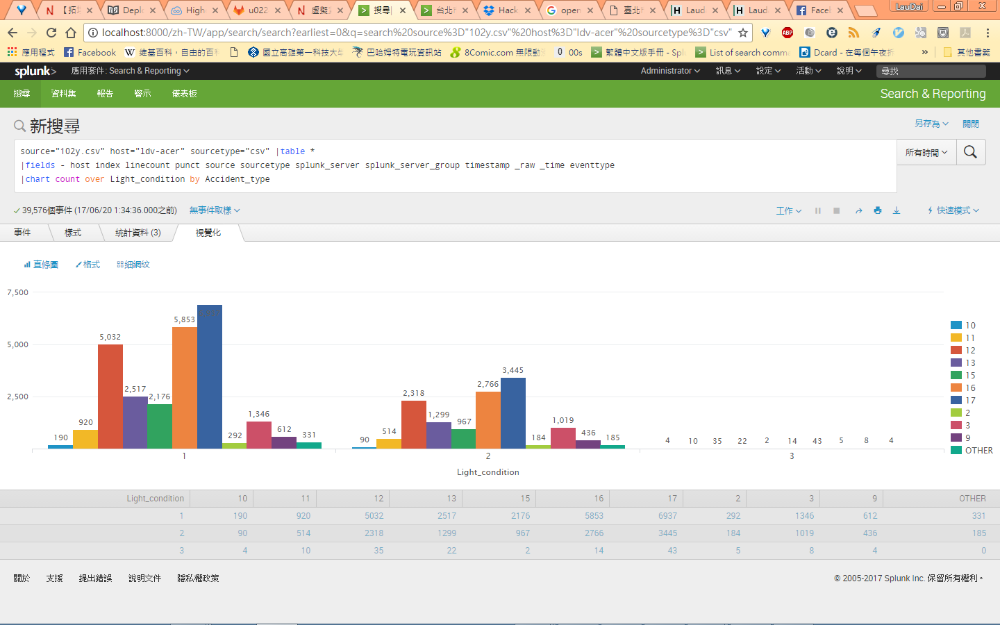 【拓
Deplo
High
u022
虛擬
搜尋
台北
Hack
open
臺北
Laud
Laud
Faceb
LauDai
localhost:8000/zh-TW/app/search/search?earliest=0&q=search%20source%3D"102y.csv"%20host%3D"ldv-acer"%20sourcetype%3D"csv"
應用程式 Facebook 維基百科，自由的百科 國立高雄第一科技大學 巴哈姆特電玩資訊站 8Comic.com 無限動 00s 繁體中文版手冊 - Spl List of search comma Dcard - 在每個午夜折 » 其他書籤
splunk> 應用套件: Search & Reporting Administrator 訊息 設定 活動 說明 尋找
搜尋 資料集 報告 警示 儀表板 Search & Reporting
新搜尋 另存為 關閉
source="102y.csv" host="ldv-acer" sourcetype="csv" |table *
|fields - host index linecount punct source sourcetype splunk_server splunk_server_group timestamp _raw _time eventtype
|chart count over Light_condition by Accident_type
所有時間
39,576個事件 (17/06/20 1:34:36.000之前) 無事件取樣 工作 快速模式
事件 樣式 統計資料 (3) 視覺化
直條圖 格式 細網紋
7,500
5,000
2,500
190 920 5,032 2,517 2,176 5,853 6,937 292 1,346 612 331
90 514 2,318 1,299 967 2,766 3,445 184 1,019 436 185
4 10 35 22 2 14 43 5 8 4
1 2 3
Light_condition
10
11
12
13
15
16
17
2
3
9
OTHER
Light_condition 10 11 12 13 15 16 17 2 3 9 OTHER
1 190 920 5032 2517 2176 5853 6937 292 1346 612 331
2 90 514 2318 1299 967 2766 3445 184 1019 436 185
3 4 10 35 22 2 14 43 5 8 4 0
關於 支援 提出錯誤 說明文件 隱私權政策 © 2005-2017 Splunk Inc. 保留所有權利。